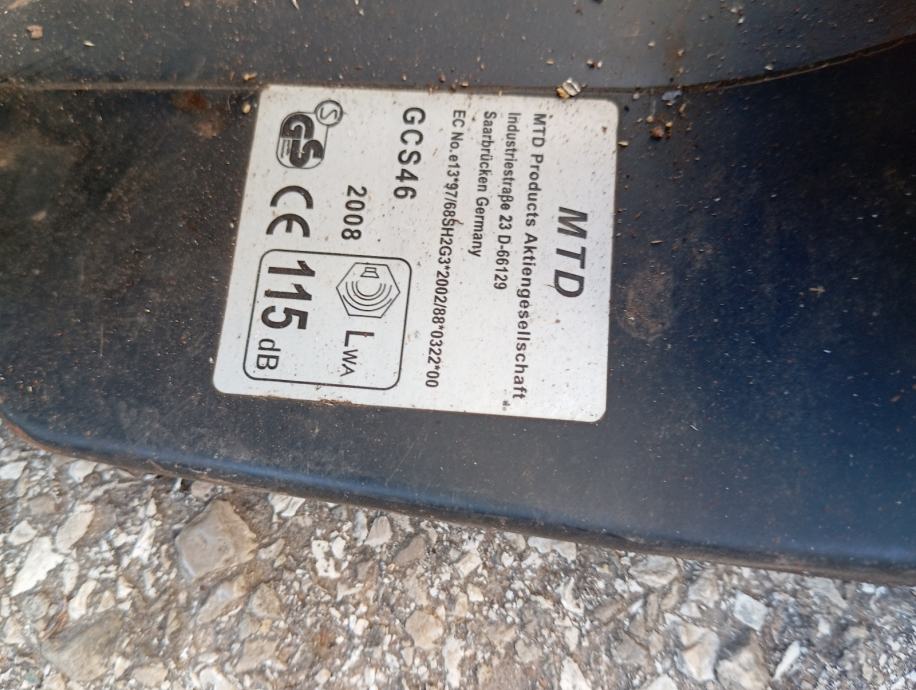 MTD
MTD Products Aktiengesellschaft
Industriestraße 23 D-66129
Saarbrücken Germany
EC No.e13*97/68SH2G3*2002/88*0322*00
GCS46
2008
LWA
S
GS
CE
115 dB